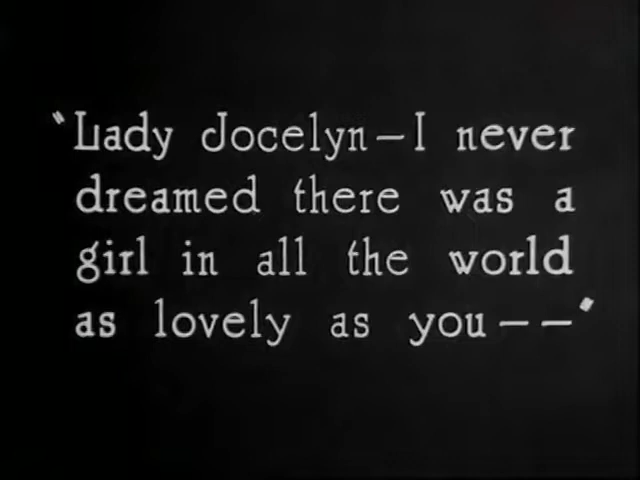 "Lady Jocelyn—I never
dreamed there was a
girl in all the world
as lovely as you——"